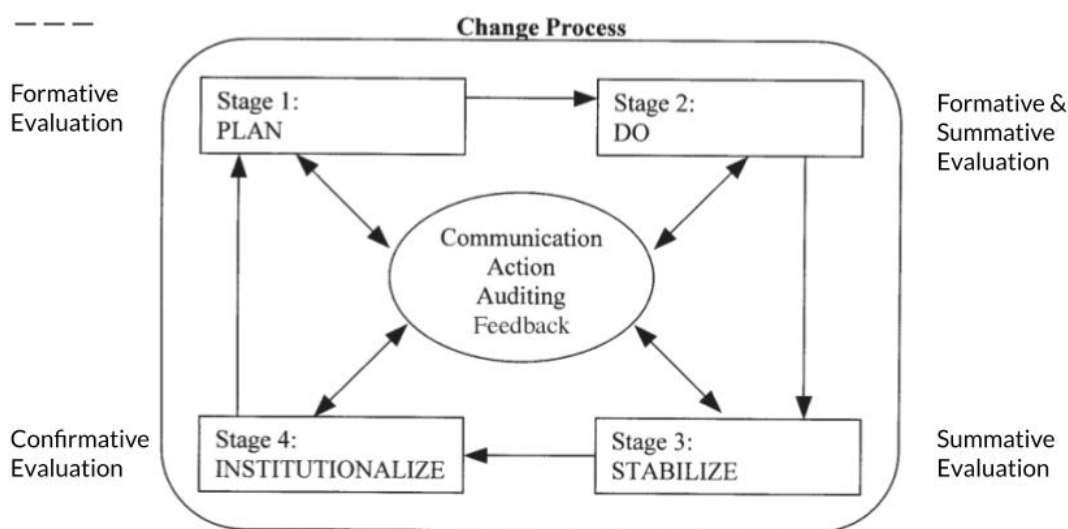 Change Process
Formative
Evaluation
Stage 1:
PLAN
Stage 2:
DO
Formative &
Summative
Evaluation
Communication
Action
Auditing
Feedback
Confirmative
Evaluation
Stage 4:
INSTITUTIONALIZE
Stage 3:
STABILIZE
Summative
Evaluation